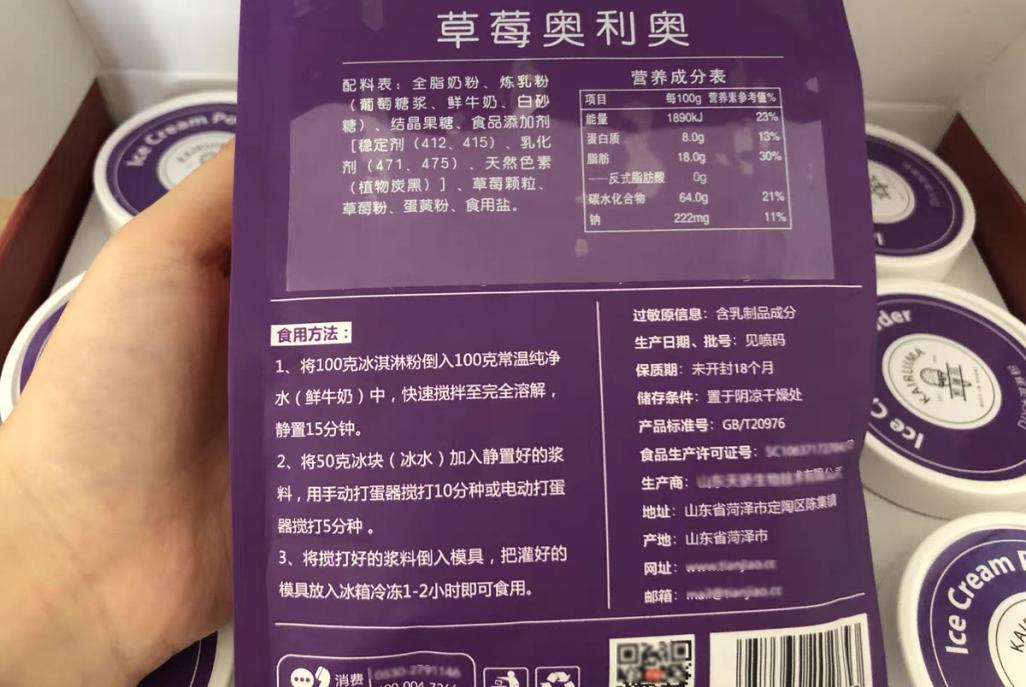 草莓奥利奥
配料表：全脂奶粉、炼乳粉
（葡萄糖浆、鲜牛奶、白砂
糖）、结晶果糖、食品添加剂
［稳定剂（412、415）、乳化
剂（471、475）、天然色素
（植物炭黑）］、草莓颗粒、
草莓粉、蛋黄粉、食用盐。
营养成分表
项目 每100g 营养素参考值%
能量 1890kJ 23%
蛋白质 8.0g 13%
脂肪 18.0g 30%
——反式脂肪酸 0g
碳水化合物 64.0g 21%
钠 222mg 11%
食用方法：
1、将100克冰淇淋粉倒入100克常温纯净
水（鲜牛奶）中，快速搅拌至完全溶解，
静置15分钟。
2、将50克冰块（冰水）加入静置好的浆
料，用手动打蛋器搅打10分种或电动打蛋
器搅打5分种 。
3、将搅打好的浆料倒入模具，把灌好的
模具放入冰箱冷冻1-2小时即可食用。
过敏原信息：含乳制品成分
生产日期、批号：见喷码
保质期：未开封18个月
储存条件：置于阴凉干燥处
产品标准号：GB/T20976
食品生产许可证号：
生产商：
地址：山东省菏泽市定陶区陈集镇
产地：山东省菏泽市
网址：www.tianjiao.cc
邮箱：mail@tianjiao.cc
消费
Ice Cream Po
der
KAIRUIMA
Ice C
Ice Cream P
KAI